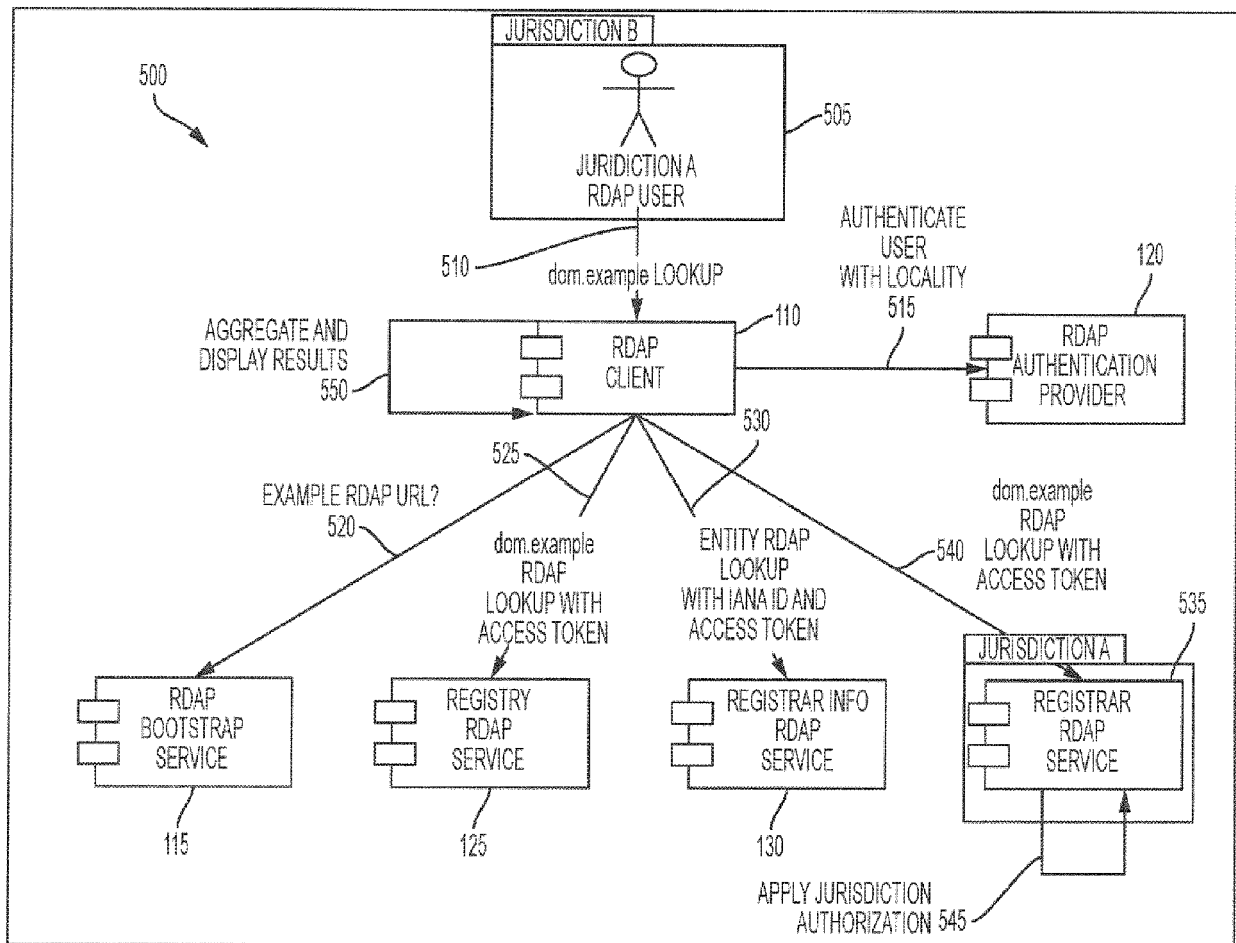 JURISDICTION B
500
505
JURIDICTION A
RDAP USER
510
dom.example LOOKUP
AUTHENTICATE
USER
WITH LOCALITY
515
120
110
AGGREGATE AND
DISPLAY RESULTS
550
RDAP
CLIENT
RDAP
AUTHENTICATION
PROVIDER
525
530
EXAMPLE RDAP URL?
520
dom.example
RDAP
LOOKUP WITH
ACCESS TOKEN
ENTITY RDAP
LOOKUP
WITH IANA ID AND
ACCESS TOKEN
540
dom.example
RDAP
LOOKUP WITH
ACCESS TOKEN
535
JURISDICTION A
RDAP
BOOTSTRAP
SERVICE
REGISTRY
RDAP
SERVICE
REGISTRAR INFO
RDAP
SERVICE
REGISTRAR
RDAP
SERVICE
115
125
130
APPLY JURISDICTION
AUTHORIZATION 545